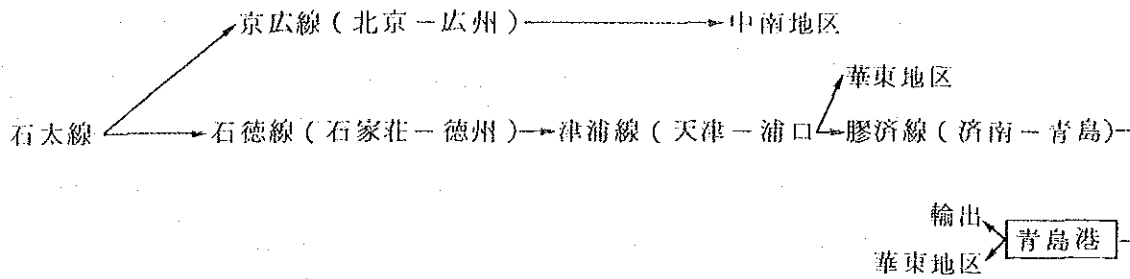 京広線（北京－広州）→中南地区
華東地区
石太線→石徳線（石家荘－徳州）→津浦線（天津－浦口→膠済線（済南－青島）－
輸出
青島港
華東地区